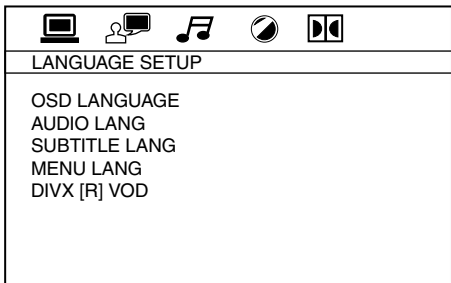 LANGUAGE SETUP
OSD LANGUAGE
AUDIO LANG
SUBTITLE LANG
MENU LANG
DIVX [R] VOD